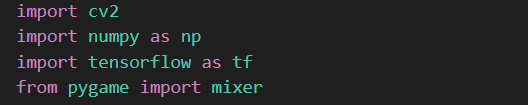 import cv2
import numpy as np
import tensorflow as tf
from pygame import mixer